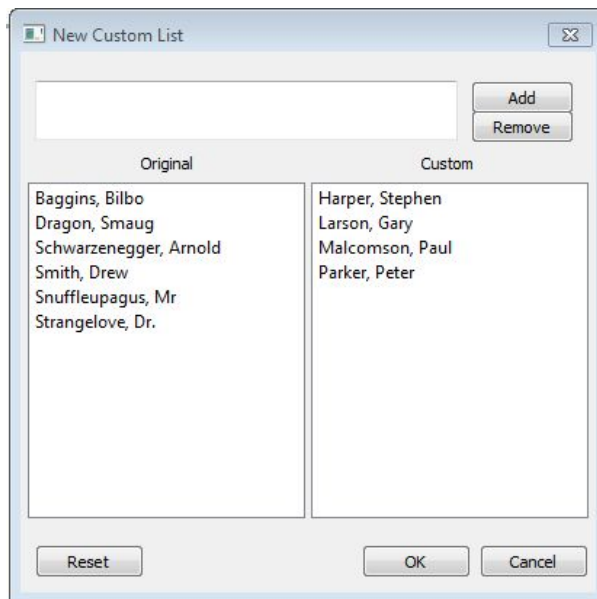 New Custom List
Add
Remove
Original
Custom
Baggins, Bilbo
Dragon, Smaug
Schwarzenegger, Arnold
Smith, Drew
Snuffleupagus, Mr
Strangelove, Dr.
Harper, Stephen
Larson, Gary
Malcomson, Paul
Parker, Peter
Reset
OK
Cancel